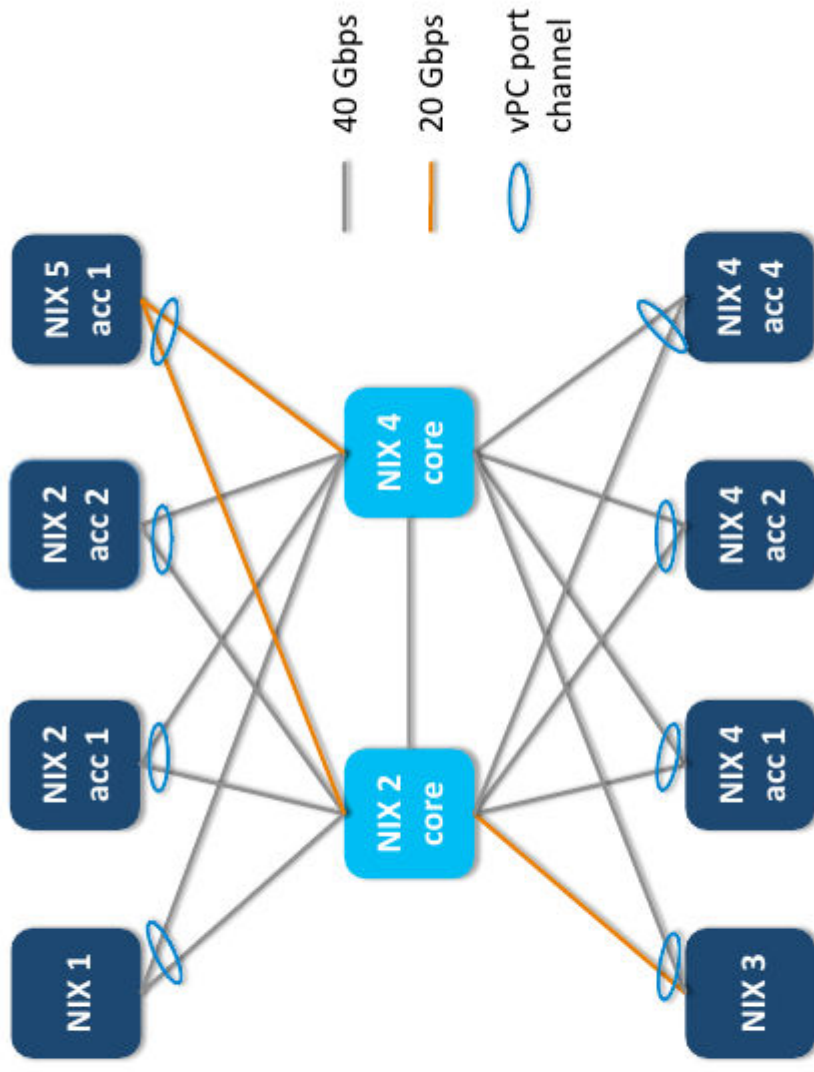 NIX 1
NIX 2
acc 1
NIX 2
acc 2
NIX 5
acc 1
NIX 2
core
NIX 4
core
NIX 3
NIX 4
acc 1
NIX 4
acc 2
NIX 4
acc 4
40 Gbps
20 Gbps
vPC port
channel